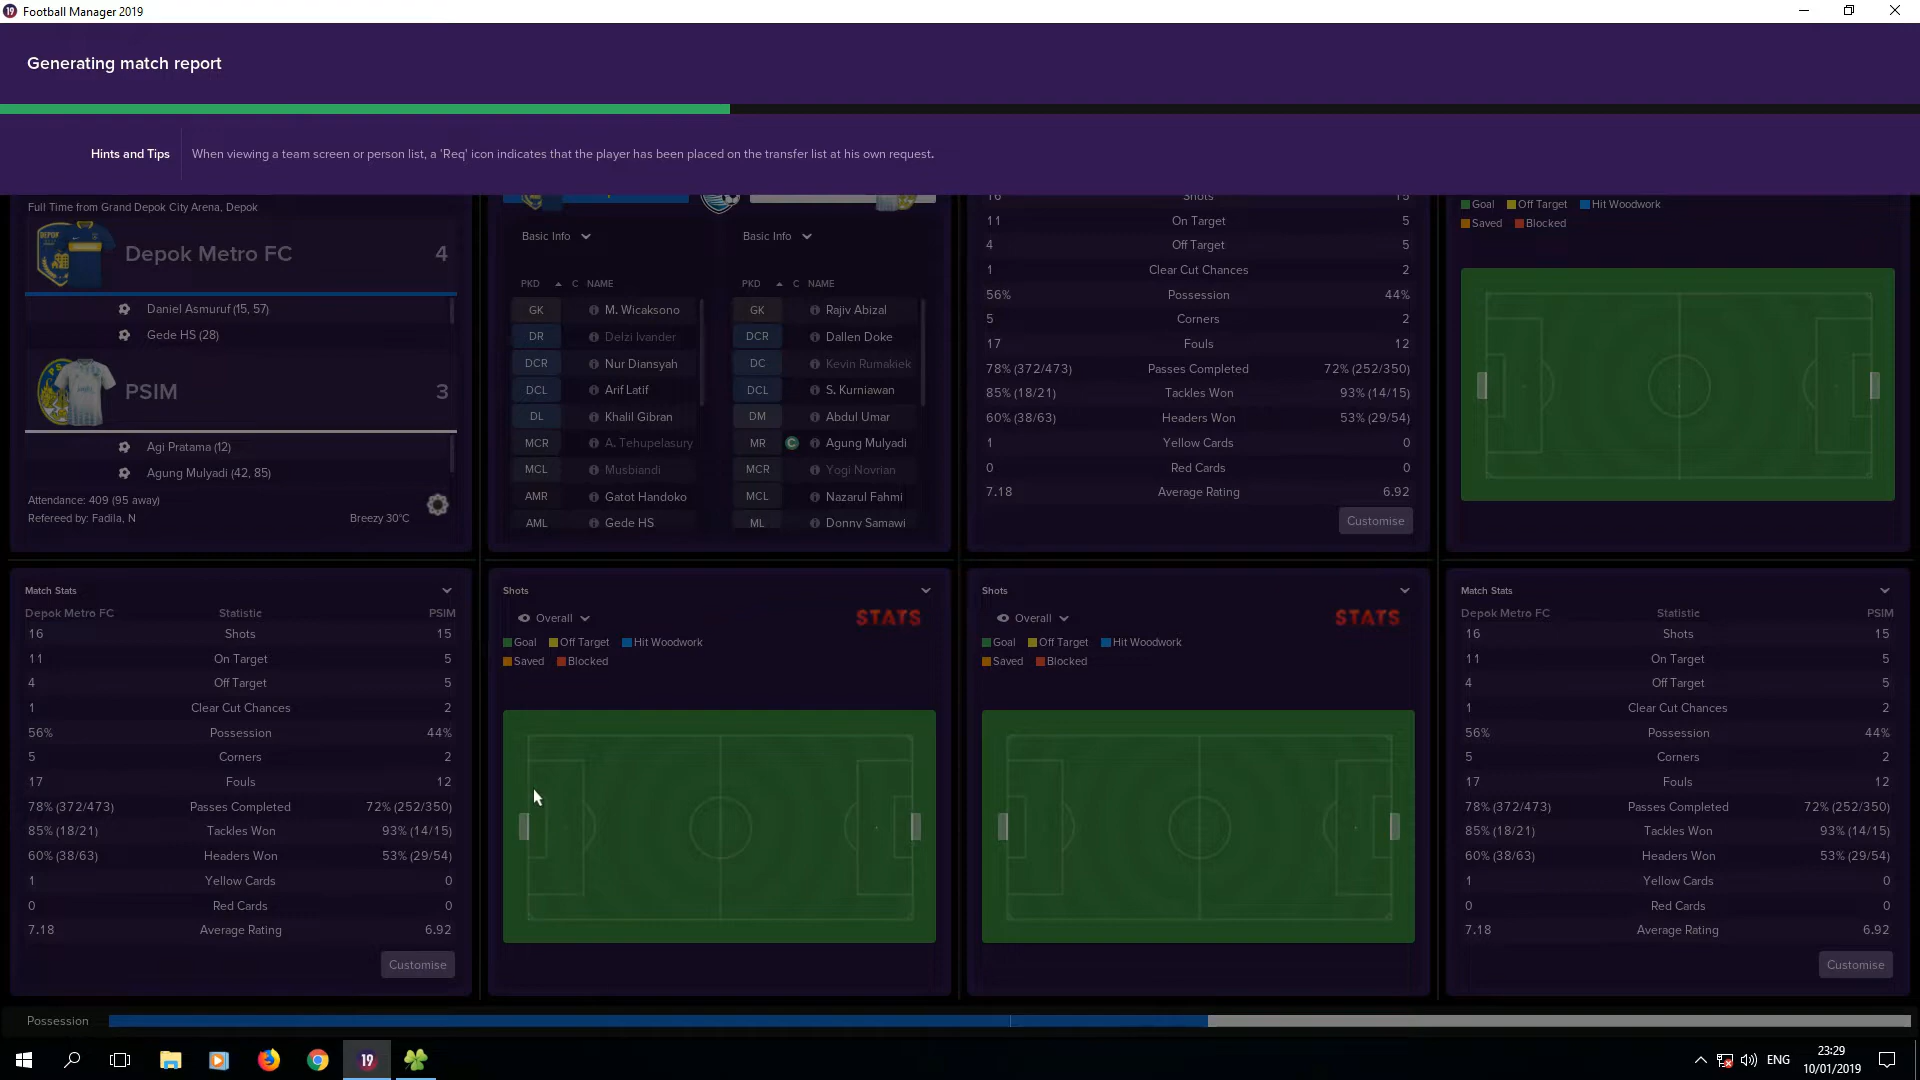 Football Manager 2019
Generating match report
Hints and Tips
When viewing a team screen or person list, a 'Req' icon indicates that the player has been placed on the transfer list at his own request.
Full Time from Grand Depok City Arena, Depok
Depok Metro FC 4
Daniel Asmuruf (15, 57)
Gede HS (28)
PSIM 3
Agi Pratama (12)
Agung Mulyadi (42, 85)
Attendance: 409 (95 away)
Refereed by: Fadila, N Breezy 30°C
Basic Info
PKD C NAME
GK M. Wicaksono
DR Delzi Ivander
DCR Nur Diansyah
DCL Arif Latif
DL Khalil Gibran
MCR A. Tehupelasury
MCL Musbiandi
AMR Gatot Handoko
AML Gede HS
Basic Info
PKD C NAME
GK Rajiv Abizal
DCR Dallen Doke
DC Kevin Rumakiek
DCL S. Kurniawan
DM Abdul Umar
MR C Agung Mulyadi
MCR Yogi Novrian
MCL Nazarul Fahmi
ML Donny Samawi
16 Shots 15
11 On Target 5
4 Off Target 5
1 Clear Cut Chances 2
56% Possession 44%
5 Corners 2
17 Fouls 12
78% (372/473) Passes Completed 72% (252/350)
85% (18/21) Tackles Won 93% (14/15)
60% (38/63) Headers Won 53% (29/54)
1 Yellow Cards 0
0 Red Cards 0
7.18 Average Rating 6.92
Customise
Goal Off Target Hit Woodwork
Saved Blocked
Match Stats
Depok Metro FC Statistic PSIM
16 Shots 15
11 On Target 5
4 Off Target 5
1 Clear Cut Chances 2
56% Possession 44%
5 Corners 2
17 Fouls 12
78% (372/473) Passes Completed 72% (252/350)
85% (18/21) Tackles Won 93% (14/15)
60% (38/63) Headers Won 53% (29/54)
1 Yellow Cards 0
0 Red Cards 0
7.18 Average Rating 6.92
Customise
Shots
Overall STATS
Goal Off Target Hit Woodwork
Saved Blocked
Shots
Overall STATS
Goal Off Target Hit Woodwork
Saved Blocked
Match Stats
Depok Metro FC Statistic PSIM
16 Shots 15
11 On Target 5
4 Off Target 5
1 Clear Cut Chances 2
56% Possession 44%
5 Corners 2
17 Fouls 12
78% (372/473) Passes Completed 72% (252/350)
85% (18/21) Tackles Won 93% (14/15)
60% (38/63) Headers Won 53% (29/54)
1 Yellow Cards 0
0 Red Cards 0
7.18 Average Rating 6.92
Customise
Possession
19
ENG
23:29
10/01/2019